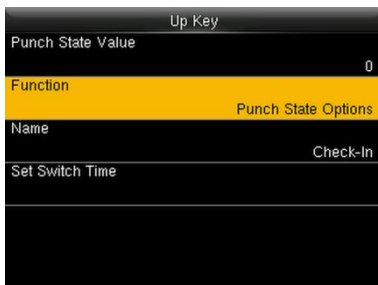 Up Key
Punch State Value
0
Function
Punch State Options
Name
Check-In
Set Switch Time